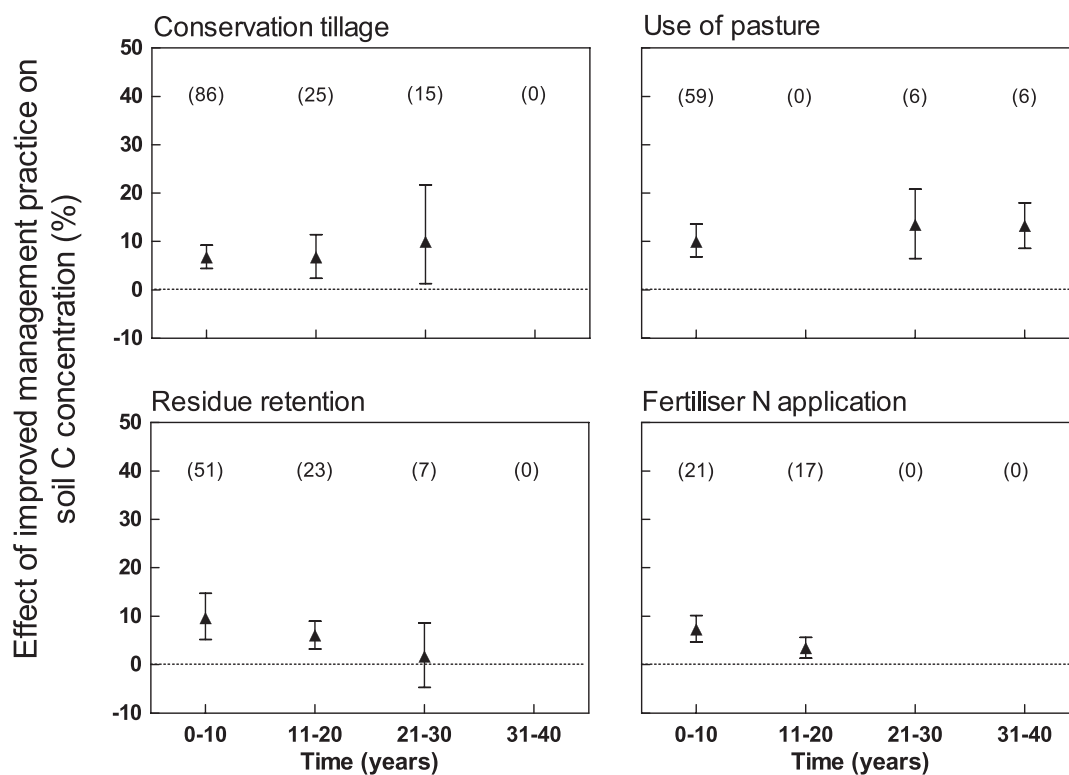 Effect of improved management practice on
soil C concentration (%)
Conservation tillage
50
40
30
20
10
0
-10
(86) (25) (15) (0)
Use of pasture
(59) (0) (6) (6)
Residue retention
50
40
30
20
10
0
-10
(51) (23) (7) (0)
0-10 11-20 21-30 31-40
Time (years)
Fertiliser N application
(21) (17) (0) (0)
0-10 11-20 21-30 31-40
Time (years)